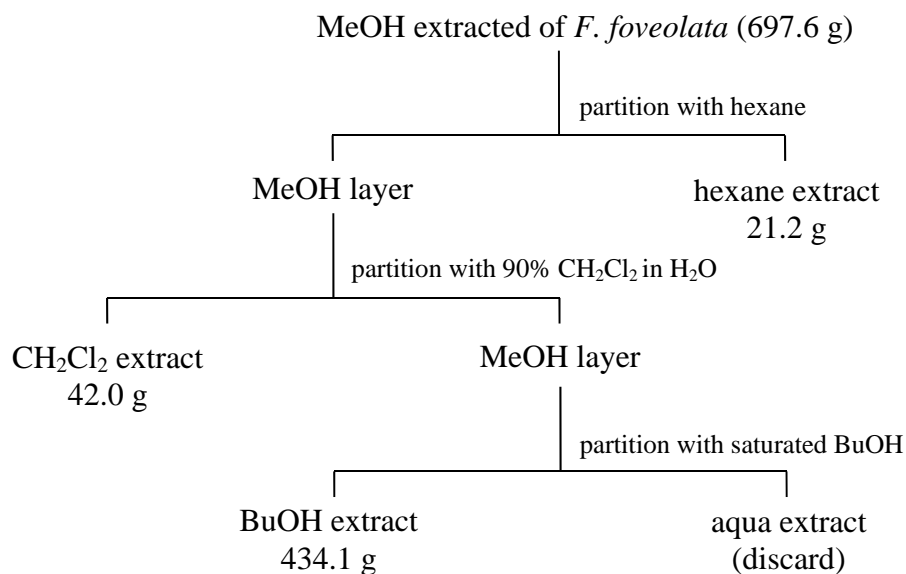 MeOH extracted of F. foveolata (697.6 g)
partition with hexane
MeOH layer
hexane extract
21.2 g
partition with 90% CH₂Cl₂ in H₂O
CH₂Cl₂ extract
42.0 g
MeOH layer
partition with saturated BuOH
BuOH extract
434.1 g
aqua extract
(discard)